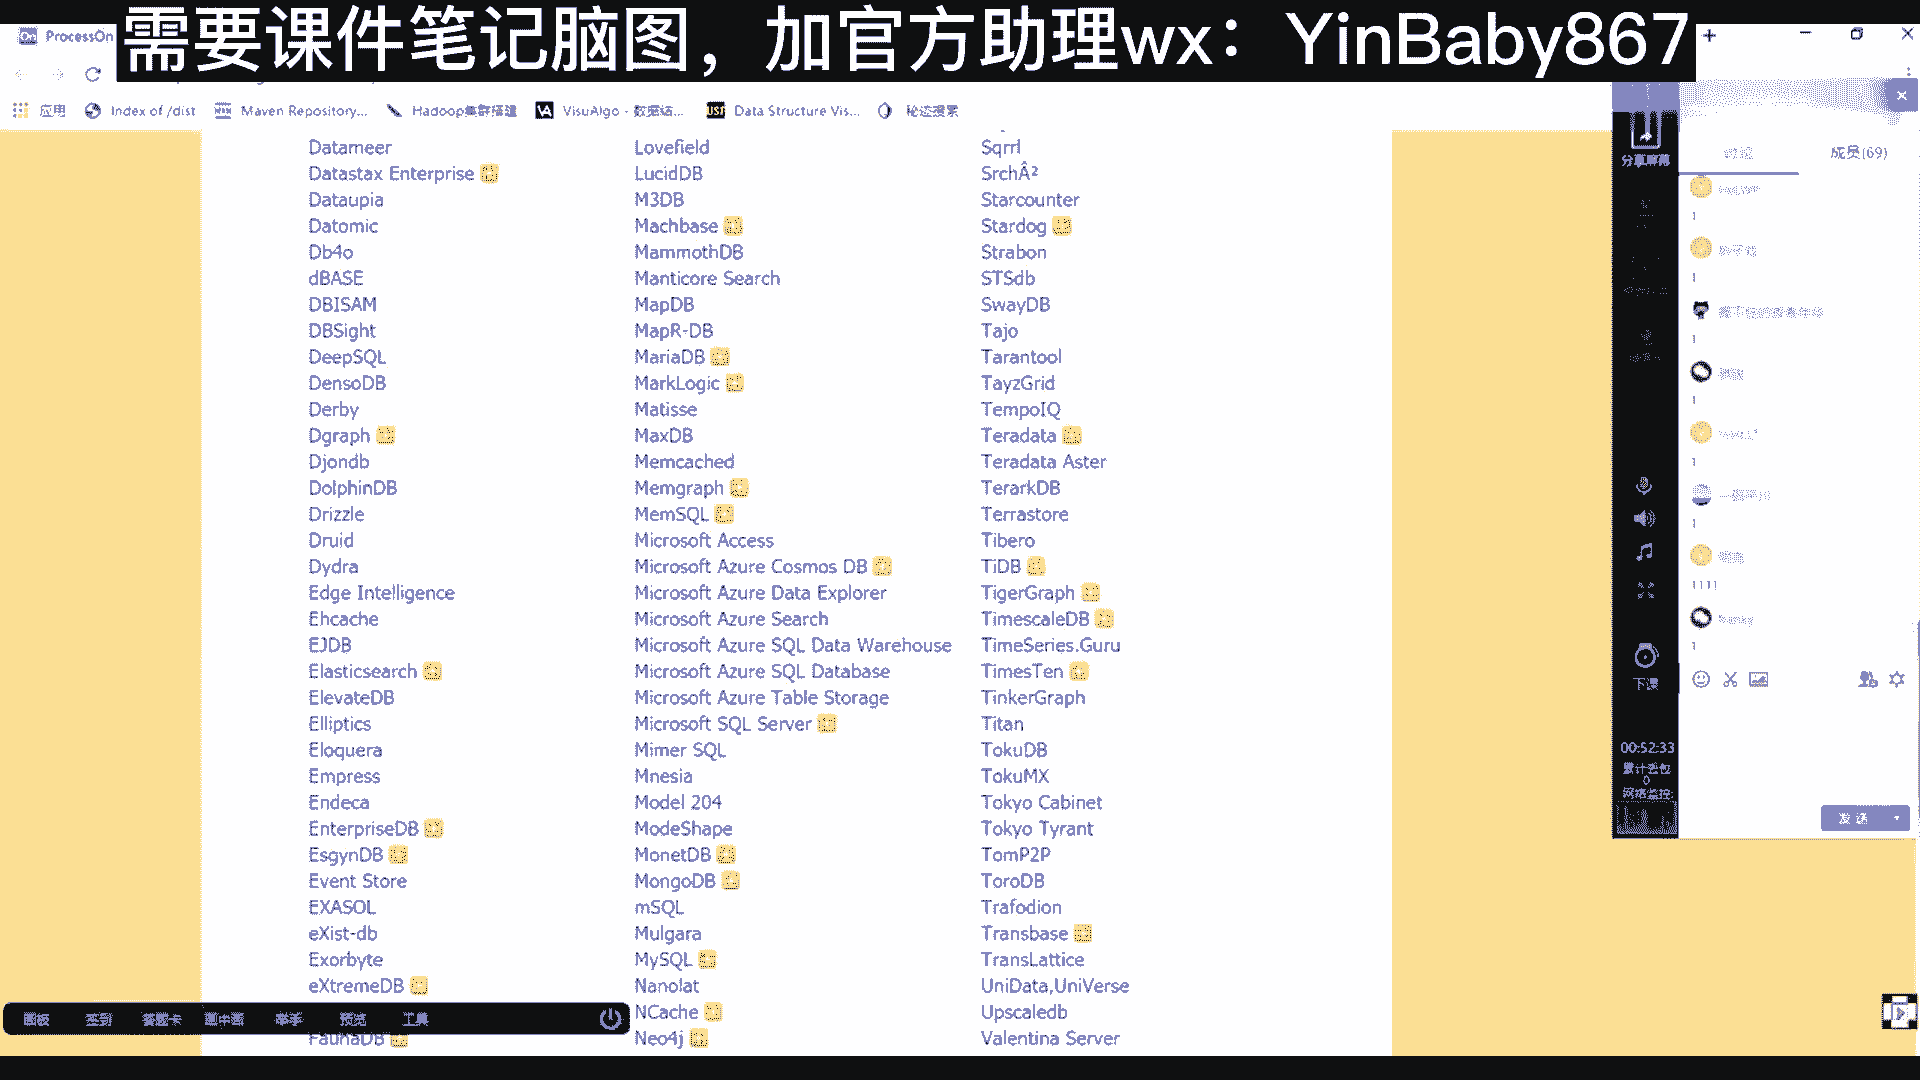 需要课件笔记脑图，加官方助理wx：YinBaby867
ProcessOn
应用
Index of /dist
Maven Repository...
Hadoop集群搭建
VisuAlgo - 数据结...
Data Structure Vis...
秘迹搜索
Datameer
Datastax Enterprise
Dataupia
Datomic
Db4o
dBASE
DBISAM
DBSight
DeepSQL
DensoDB
Derby
Dgraph
Djondb
DolphinDB
Drizzle
Druid
Dydra
Edge Intelligence
Ehcache
EJDB
Elasticsearch
ElevateDB
Elliptics
Eloquera
Empress
Endeca
EnterpriseDB
EsgynDB
Event Store
EXASOL
eXist-db
Exorbyte
eXtremeDB
FaunaDB
Lovefield
LucidDB
M3DB
Machbase
MammothDB
Manticore Search
MapDB
MapR-DB
MariaDB
MarkLogic
Matisse
MaxDB
Memcached
Memgraph
MemSQL
Microsoft Access
Microsoft Azure Cosmos DB
Microsoft Azure Data Explorer
Microsoft Azure Search
Microsoft Azure SQL Data Warehouse
Microsoft Azure SQL Database
Microsoft Azure Table Storage
Microsoft SQL Server
Mimer SQL
Mnesia
Model 204
ModeShape
MonetDB
MongoDB
mSQL
Mulgara
MySQL
Nanolat
NCache
Neo4j
Sqrrl
SrchÂ²
Starcounter
Stardog
Strabon
STSdb
SwayDB
Tajo
Tarantool
TayzGrid
TempoIQ
Teradata
Teradata Aster
TerarkDB
Terrastore
Tibero
TiDB
TigerGraph
TimescaleDB
TimeSeries.Guru
TimesTen
TinkerGraph
Titan
TokuDB
TokuMX
Tokyo Cabinet
Tokyo Tyrant
TomP2P
ToroDB
Trafodion
Transbase
TransLattice
UniData,UniVerse
Upscaledb
Valentina Server
画板
签到
答题卡
画中画
举手
预览
工具
分享屏幕
下课
00:52:33
累计丢包
0
网络监控:
讨论
成员(69)
1
1
1
1
1
1
1111
1
发送